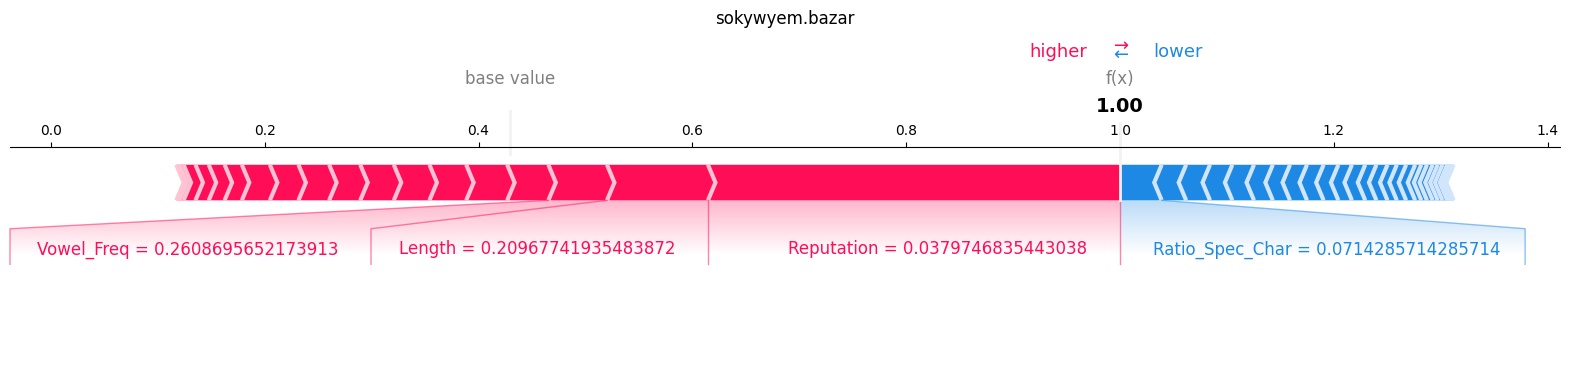 sokywyem.bazar
higher ⇄ lower
base value f(x)
1.00
0.0 0.2 0.4 0.6 0.8 1.0 1.2 1.4
Vowel_Freq = 0.2608695652173913 Length = 0.20967741935483872 Reputation = 0.0379746835443038 Ratio_Spec_Char = 0.0714285714285714